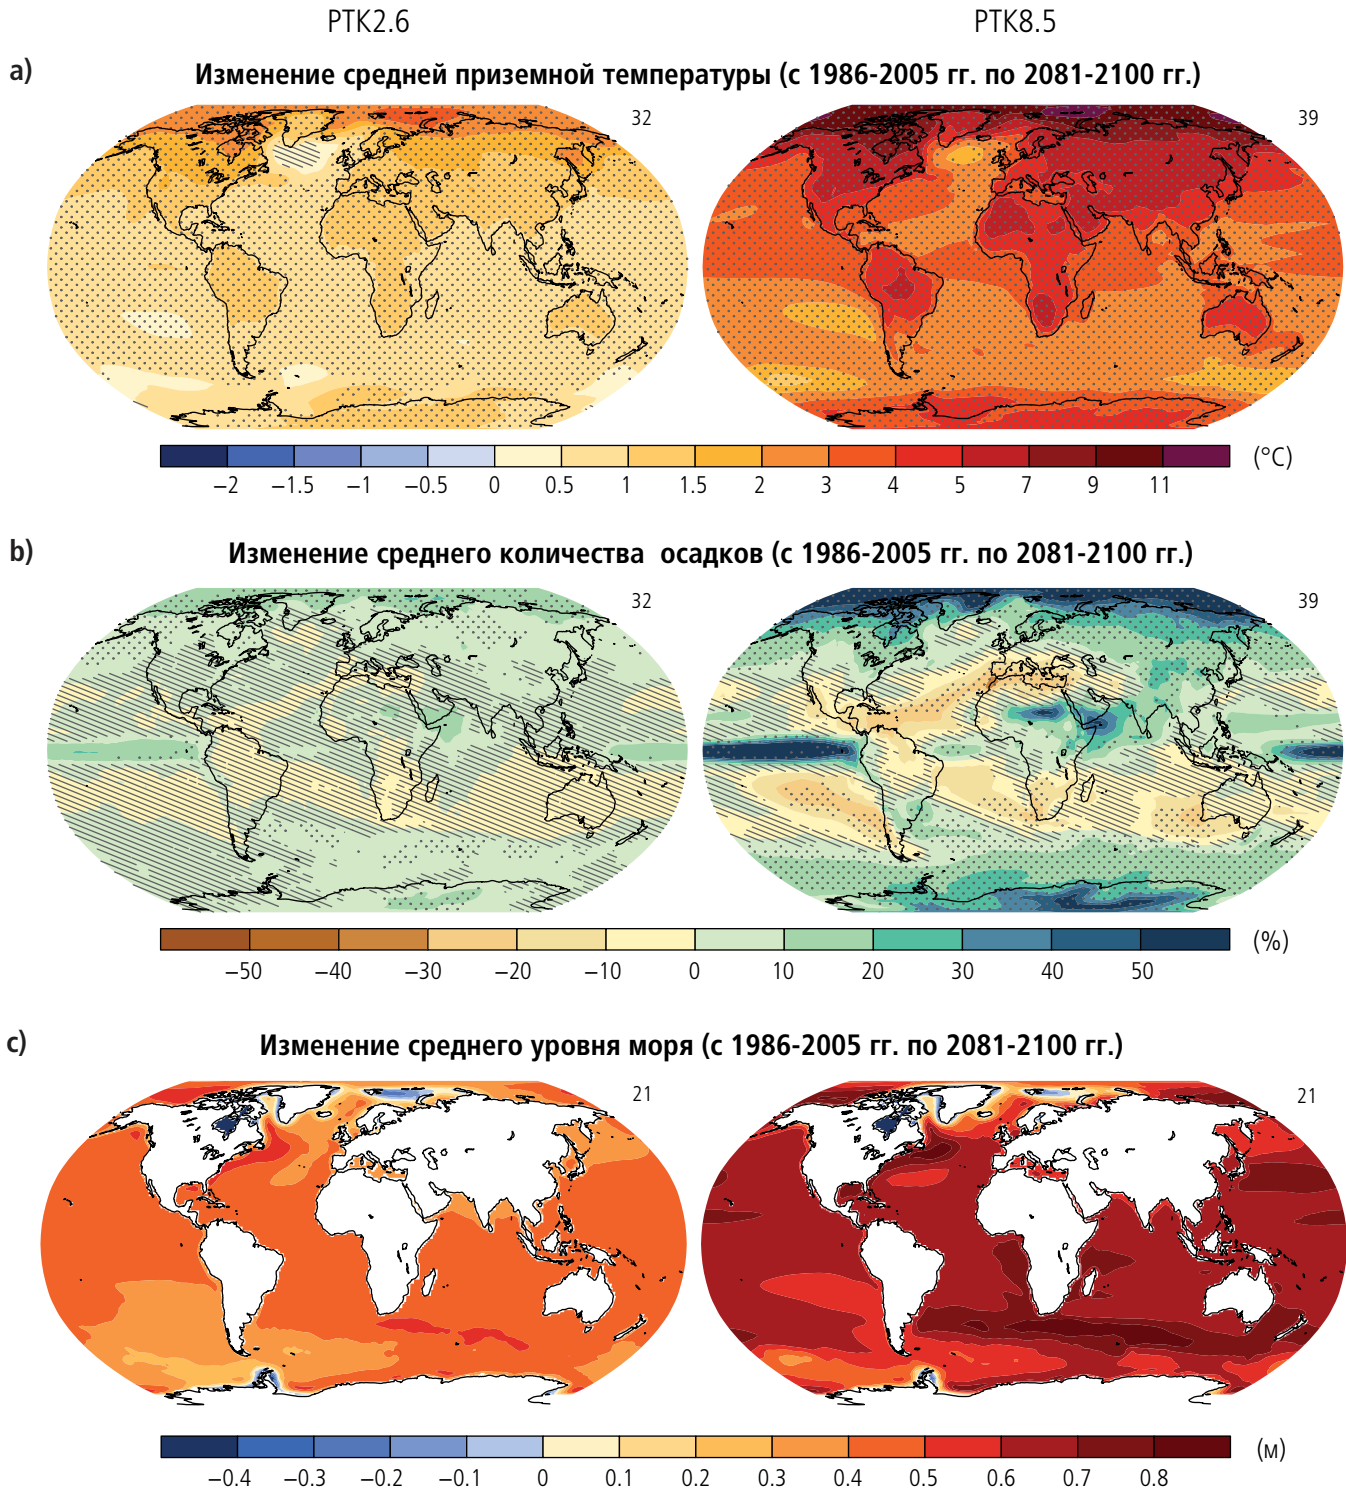 РТК2.6 РТК8.5
a) Изменение средней приземной температуры (с 1986-2005 гг. по 2081-2100 гг.)
32 39
−2 −1.5 −1 −0.5 0 0.5 1 1.5 2 3 4 5 7 9 11 (°C)
b) Изменение среднего количества осадков (с 1986-2005 гг. по 2081-2100 гг.)
32 39
−50 −40 −30 −20 −10 0 10 20 30 40 50 (%)
c) Изменение среднего уровня моря (с 1986-2005 гг. по 2081-2100 гг.)
21 21
−0.4 −0.3 −0.2 −0.1 0 0.1 0.2 0.3 0.4 0.5 0.6 0.7 0.8 (м)